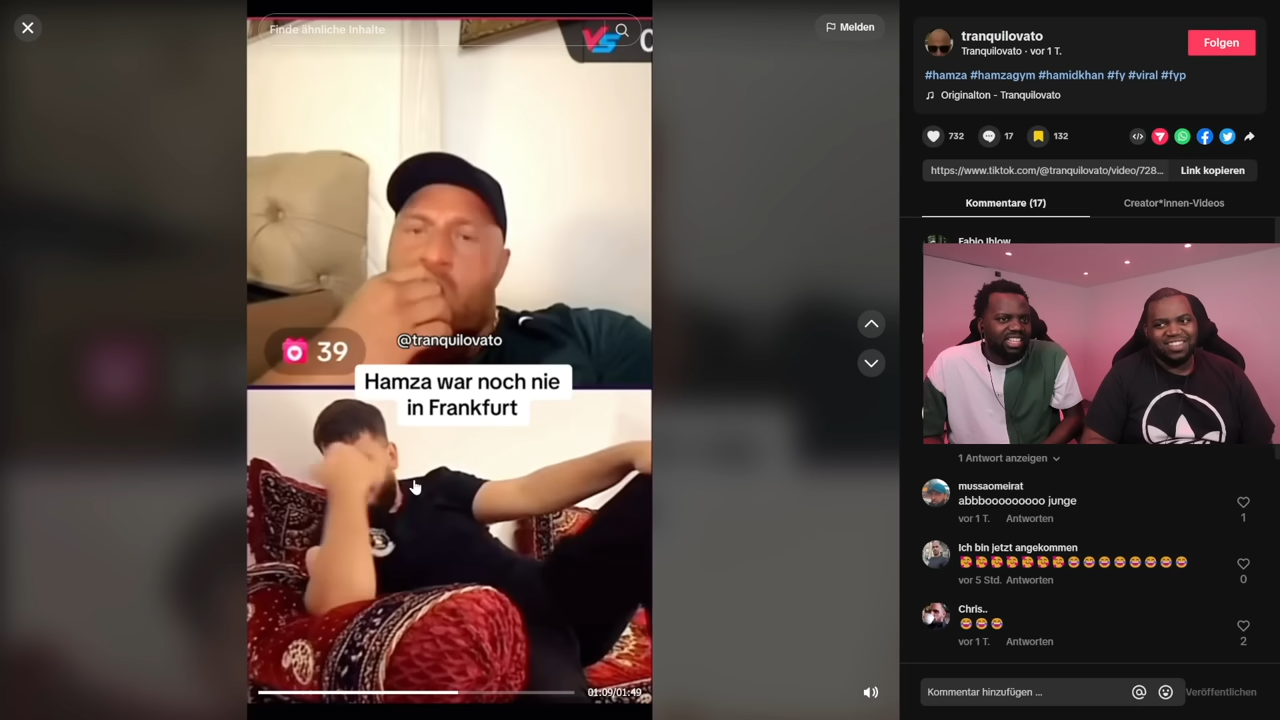 Finde ähnliche Inhalte
VS
Melden
39
@tranquilovato
Hamza war noch nie
in Frankfurt
01:09/01:49
tranquilovato
Tranquilovato · vor 1 T.
Folgen
#hamza #hamzagym #hamidkhan #fy #viral #fyp
Originalton - Tranquilovato
732
17
132
https://www.tiktok.com/@tranquilovato/video/728...
Link kopieren
Kommentare (17)
Creator*innen-Videos
Fabio Ihlow
1 Antwort anzeigen
mussaomeirat
abbbooooooooo junge
vor 1 T. Antworten
1
Ich bin jetzt angekommen
🥰🥰🥰🥰🥰🥰🥰😂😂😂😂😂😂😂😂
vor 5 Std. Antworten
0
Chris..
😂😂😂
vor 1 T. Antworten
2
Kommentar hinzufügen ...
Veröffentlichen